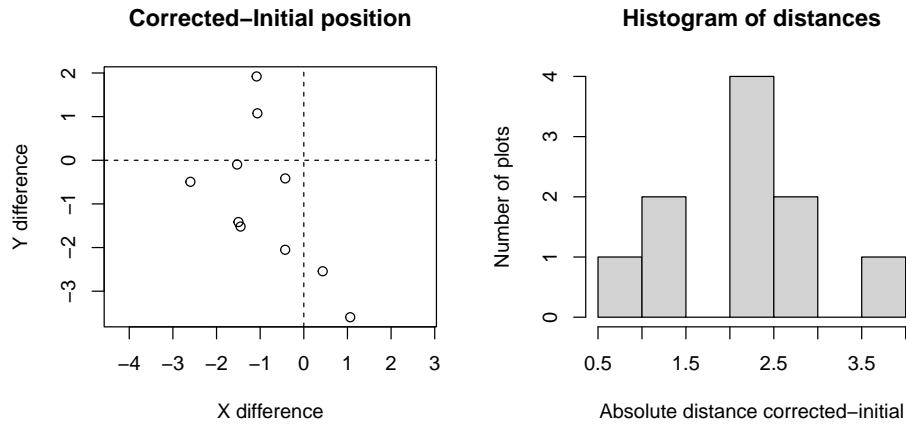 Corrected−Initial position
2
1
0
−1
−2
−3
Y difference
−4 −3 −2 −1 0 1 2 3
X difference
Histogram of distances
4
3
2
1
0
Number of plots
0.5 1.5 2.5 3.5
Absolute distance corrected−initial